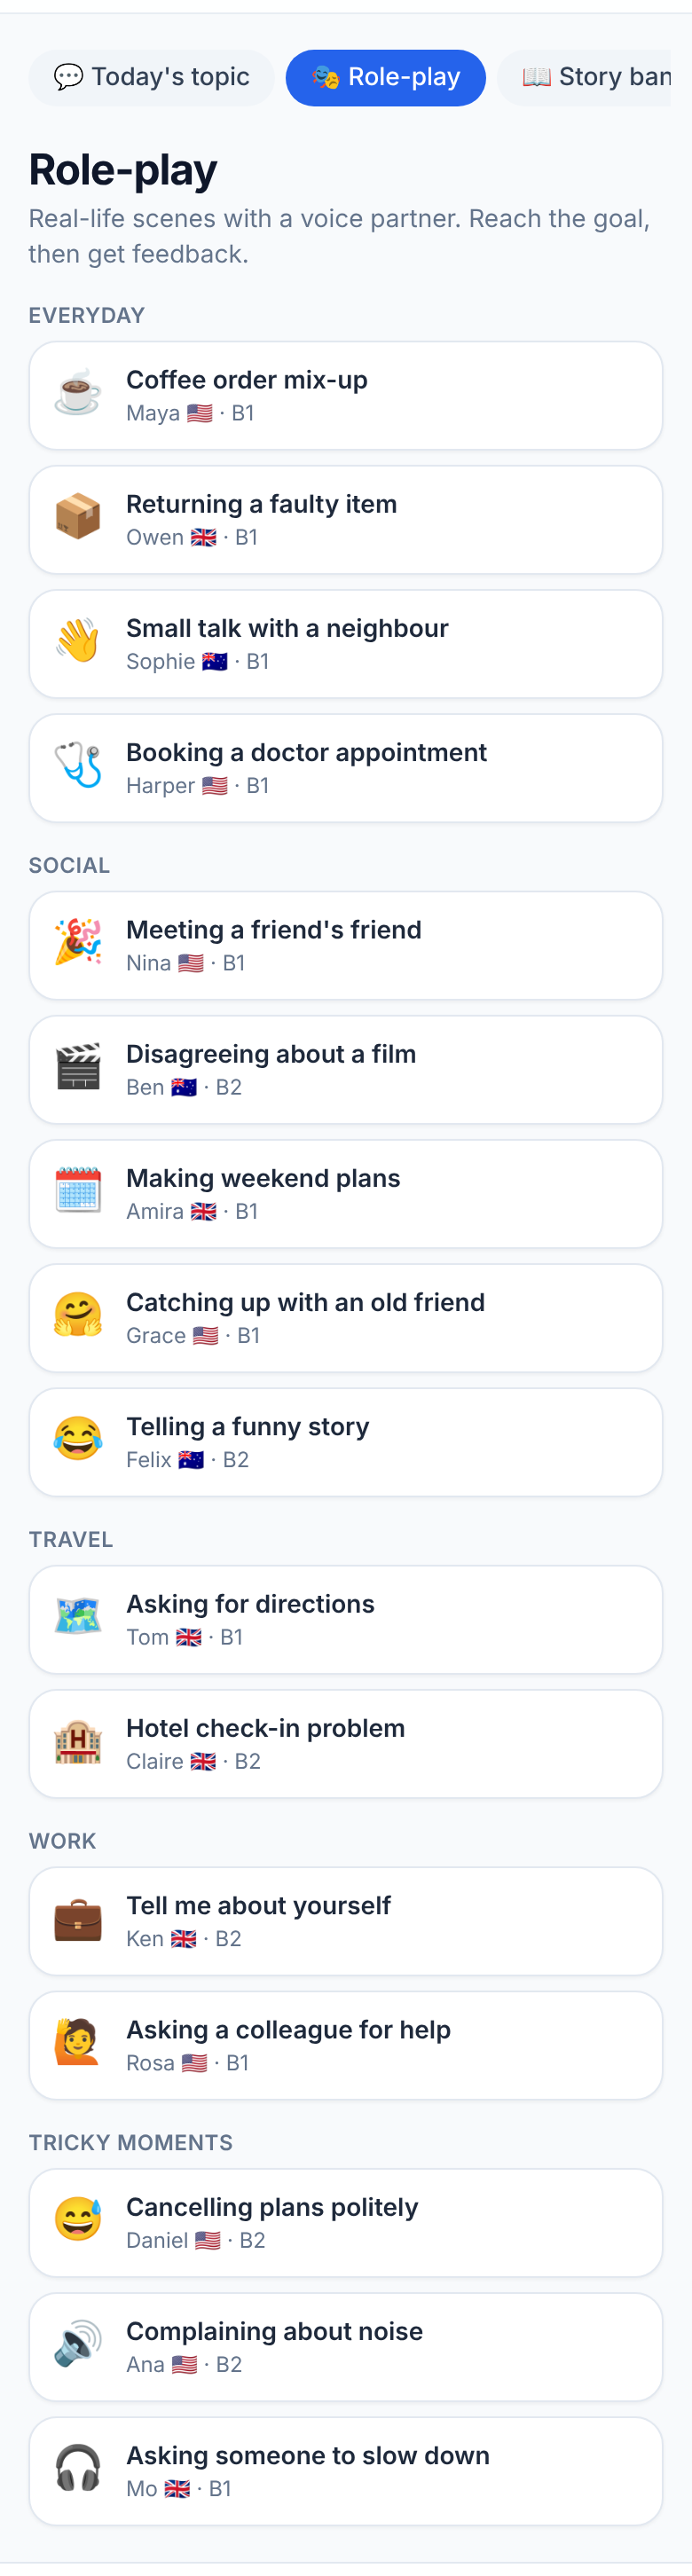 💬 Today's topic
🎭 Role-play
📖 Story ban
Role-play
Real-life scenes with a voice partner. Reach the goal,
then get feedback.
EVERYDAY
Coffee order mix-up
Maya 🇺🇸 · B1
Returning a faulty item
Owen 🇬🇧 · B1
Small talk with a neighbour
Sophie 🇦🇺 · B1
Booking a doctor appointment
Harper 🇺🇸 · B1
SOCIAL
Meeting a friend's friend
Nina 🇺🇸 · B1
Disagreeing about a film
Ben 🇦🇺 · B2
Making weekend plans
Amira 🇬🇧 · B1
Catching up with an old friend
Grace 🇺🇸 · B1
Telling a funny story
Felix 🇦🇺 · B2
TRAVEL
Asking for directions
Tom 🇬🇧 · B1
Hotel check-in problem
Claire 🇬🇧 · B2
WORK
Tell me about yourself
Ken 🇬🇧 · B2
Asking a colleague for help
Rosa 🇺🇸 · B1
TRICKY MOMENTS
Cancelling plans politely
Daniel 🇺🇸 · B2
Complaining about noise
Ana 🇺🇸 · B2
Asking someone to slow down
Mo 🇬🇧 · B1